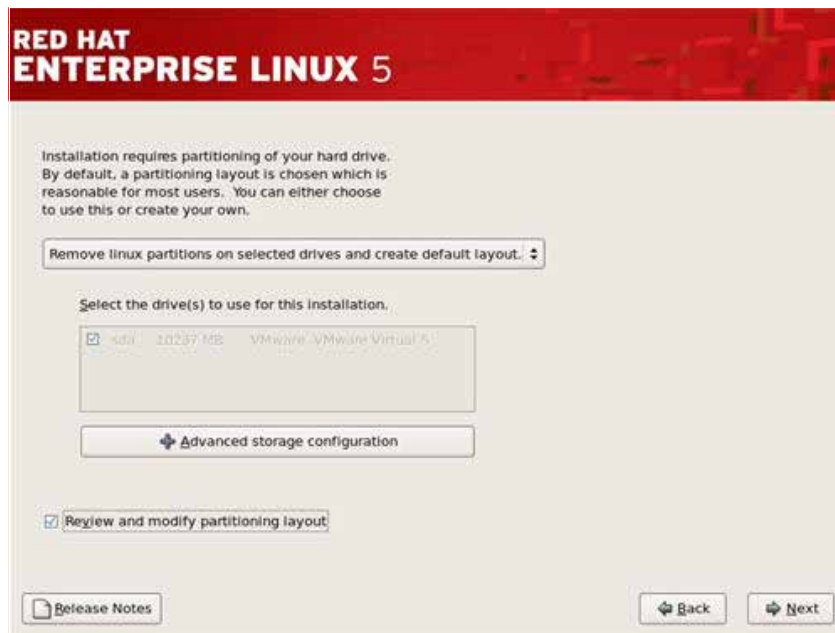 RED HAT
ENTERPRISE LINUX 5
Installation requires partitioning of your hard drive.
By default, a partitioning layout is chosen which is
reasonable for most users. You can either choose
to use this or create your own.
Remove linux partitions on selected drives and create default layout.
Select the drive(s) to use for this installation.
sda 10237 MB VMware, VMware Virtual S
Advanced storage configuration
Review and modify partitioning layout
Release Notes
Back
Next